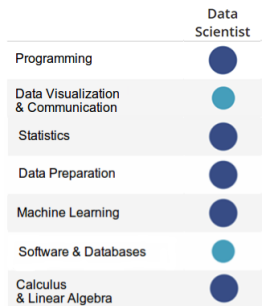 Data
Scientist
Programming
Data Visualization
& Communication
Statistics
Data Preparation
Machine Learning
Software & Databases
Calculus
& Linear Algebra